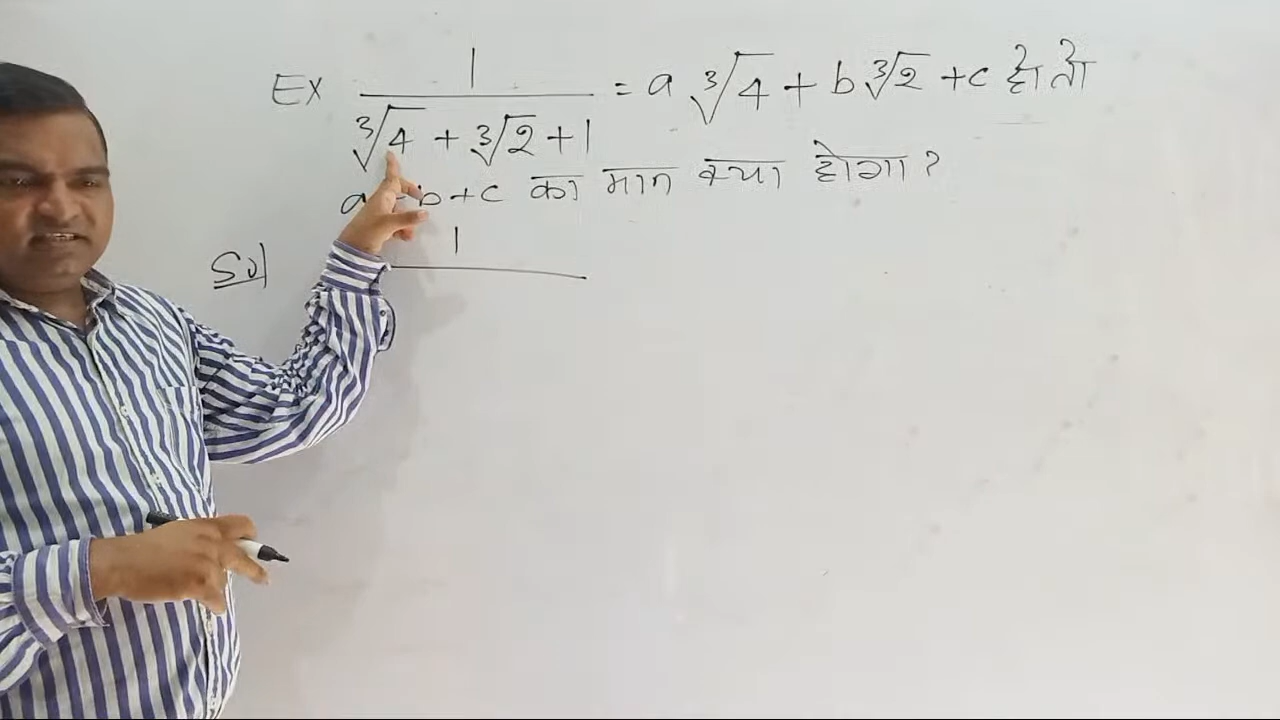 Ex 1/(∛4 + ∛2 + 1) = a ∛4 + b ∛2 + c हो तो
a b + c का मान क्या होगा ?
Sol 1